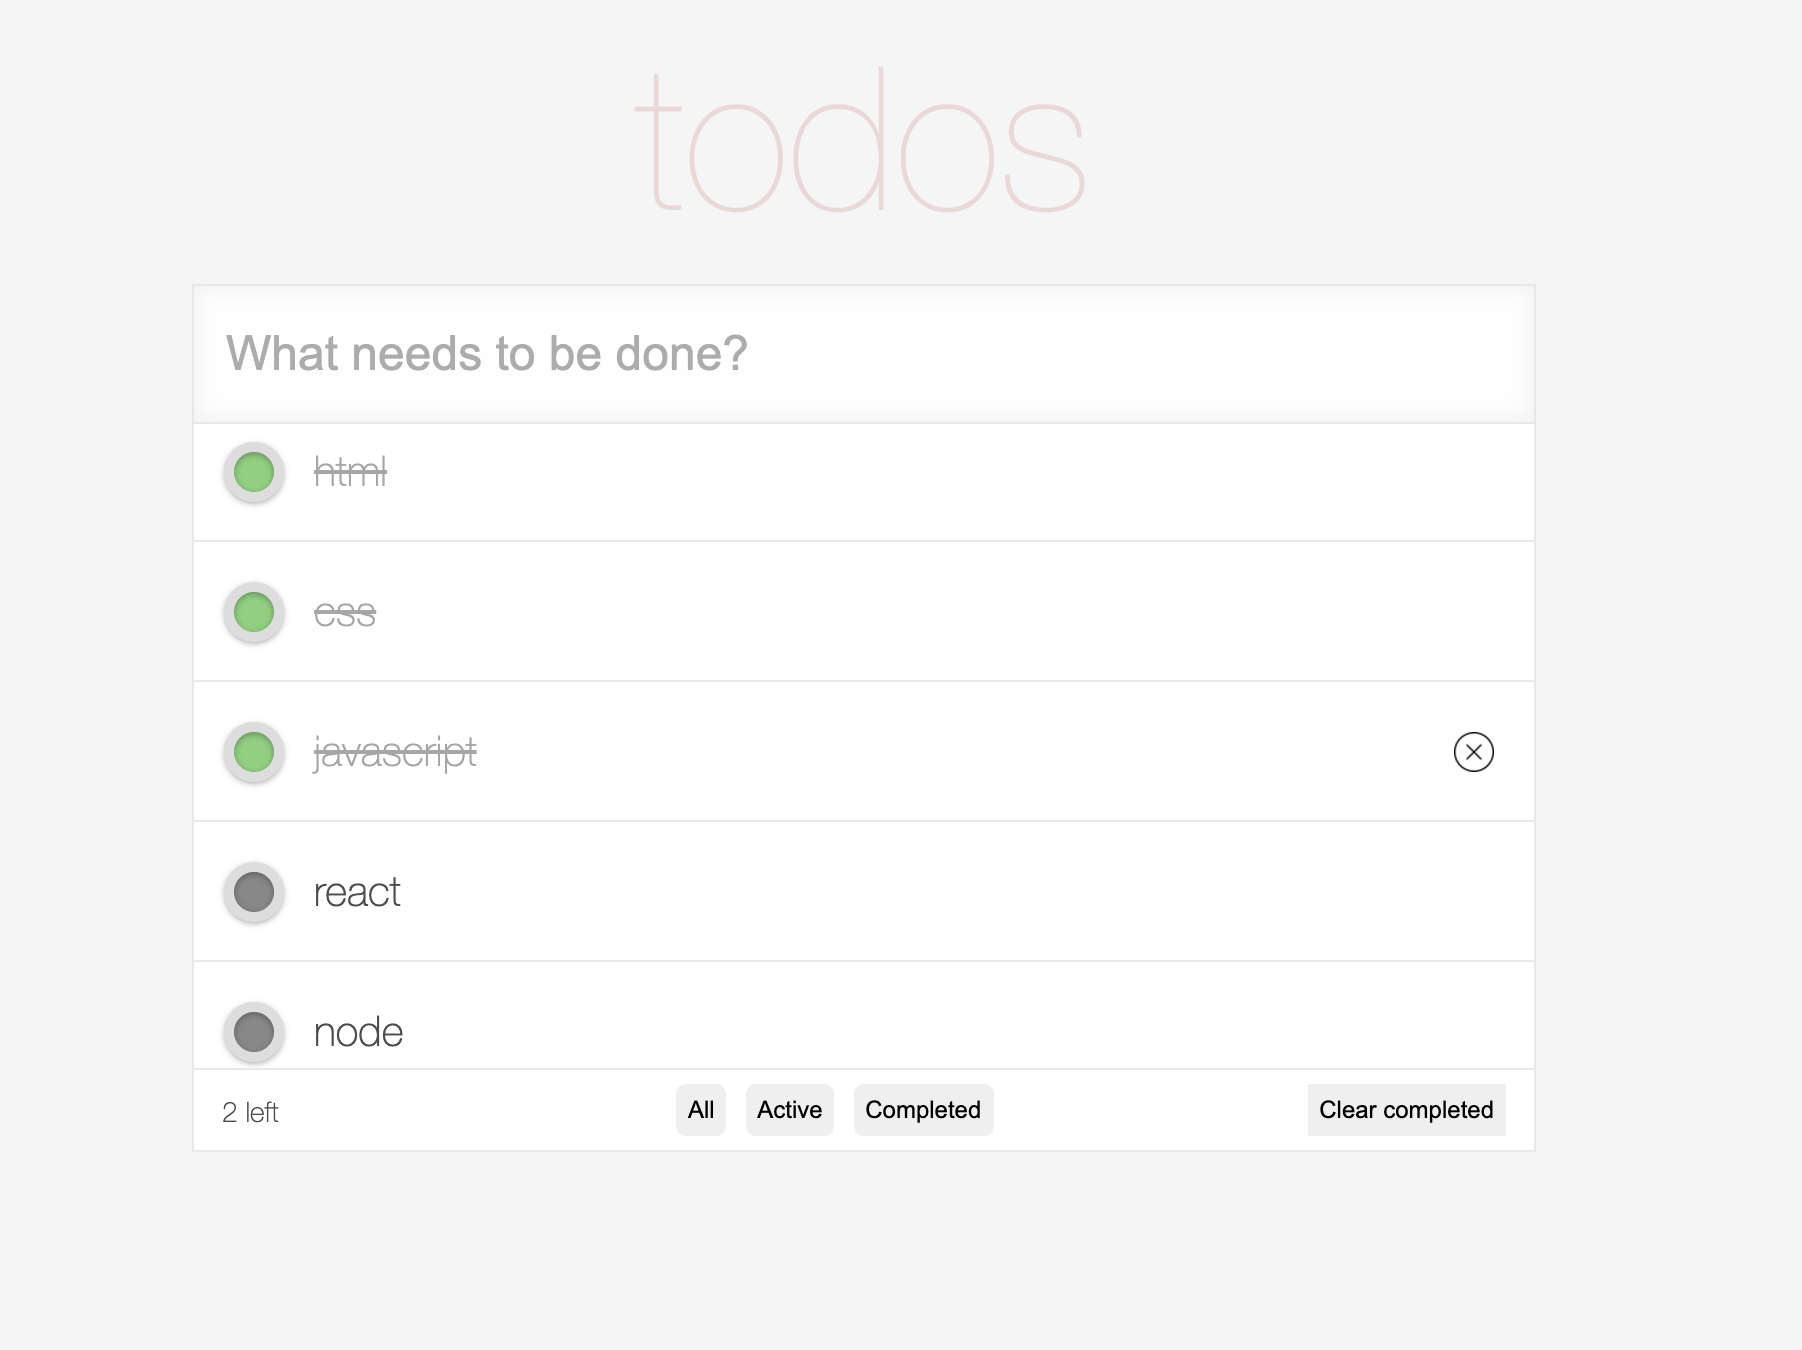 todos
What needs to be done?
html
css
javascript
react
node
2 left
All Active Completed
Clear completed